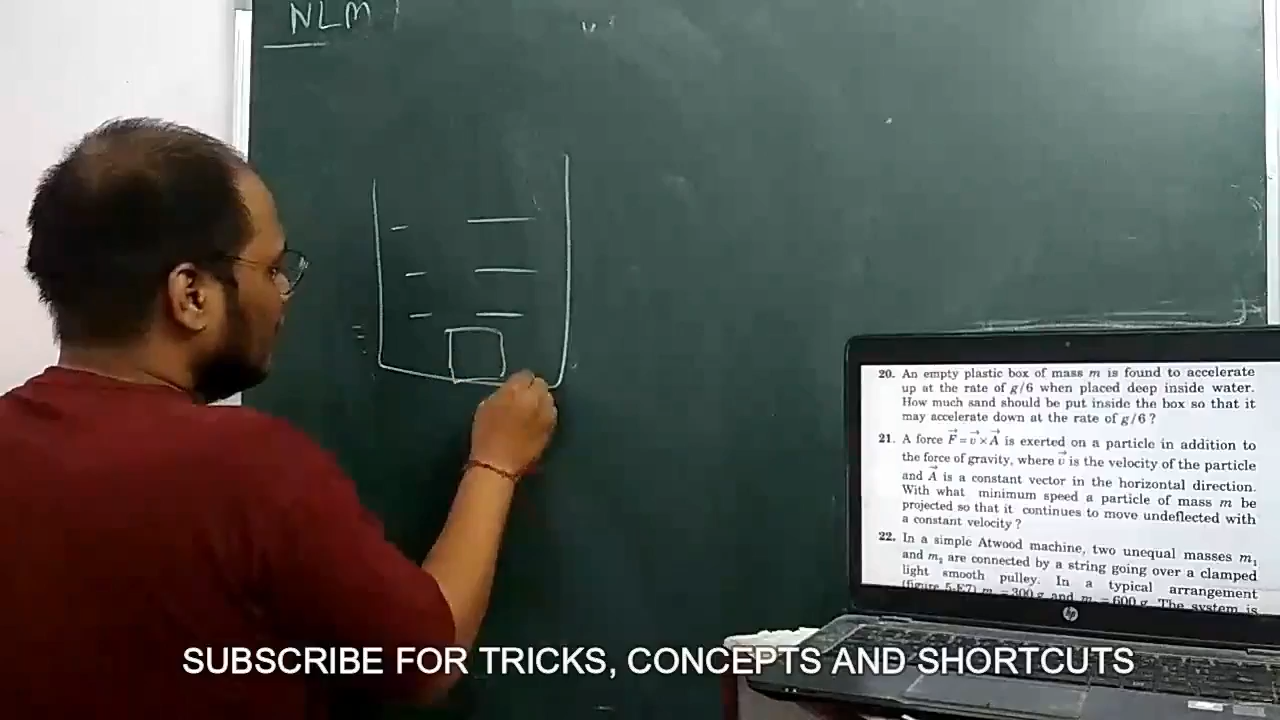 NLM
20. An empty plastic box of mass m is found to accelerate
up at the rate of g/6 when placed deep inside water.
How much sand should be put inside the box so that it
may accelerate down at the rate of g/6 ?
21. A force F⃗ = v⃗ × A⃗ is exerted on a particle in addition to
the force of gravity, where v⃗ is the velocity of the particle
and A⃗ is a constant vector in the horizontal direction.
With what minimum speed a particle of mass m be
projected so that it continues to move undeflected with
a constant velocity ?
22. In a simple Atwood machine, two unequal masses m₁
and m₂ are connected by a string going over a clamped
light smooth pulley. In a typical arrangement
(figure 5-E7) m = 300 g and m = 600 g. The system is
hp
SUBSCRIBE FOR TRICKS, CONCEPTS AND SHORTCUTS